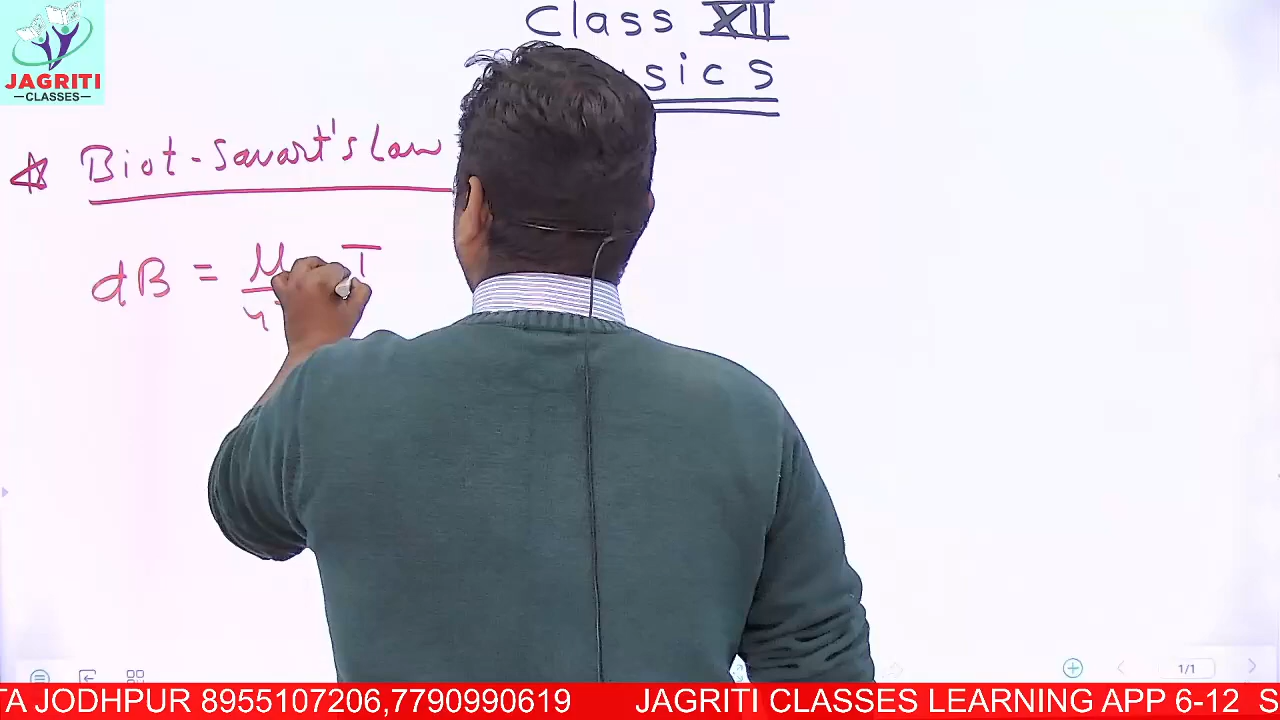 Class XII
JAGRITI
CLASSES
sics
Biot-Savart's Law
dB = μ I
4
1/1
TA JODHPUR 8955107206,7790990619 JAGRITI CLASSES LEARNING APP 6-12 S